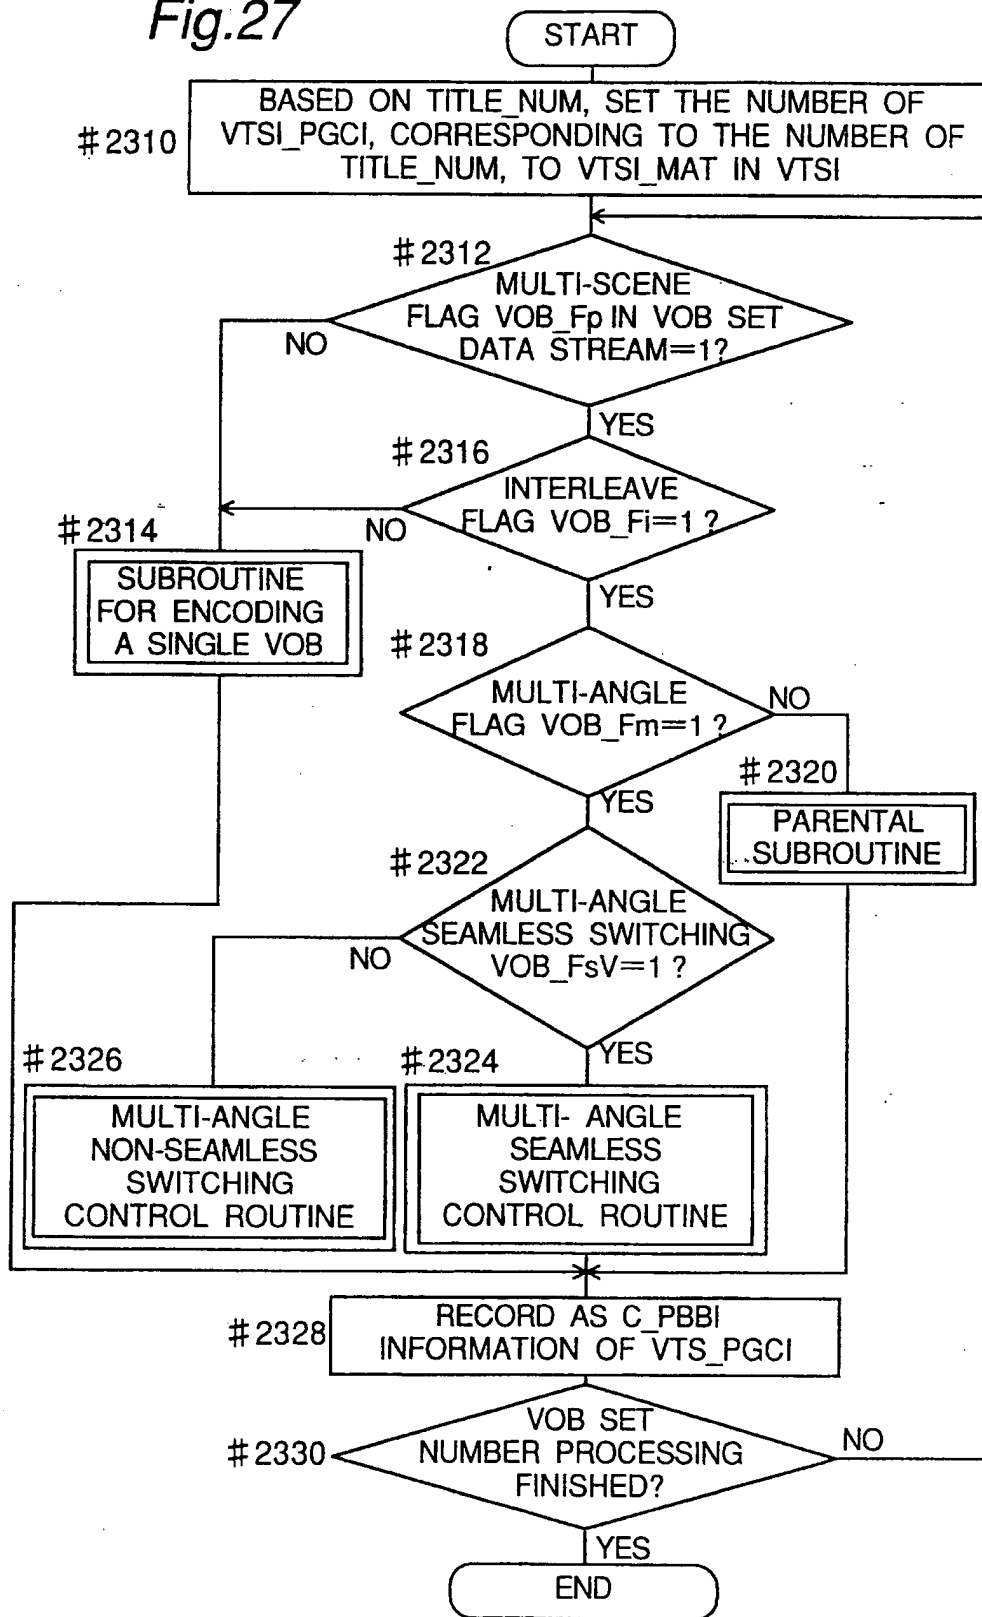 Fig.27
START
#2310
BASED ON TITLE_NUM, SET THE NUMBER OF
VTSI_PGCI, CORRESPONDING TO THE NUMBER OF
TITLE_NUM, TO VTSI_MAT IN VTSI
#2312
MULTI-SCENE
FLAG VOB_Fp IN VOB SET
DATA STREAM=1?
NO
YES
#2316
INTERLEAVE
FLAG VOB_Fi=1 ?
NO
YES
#2314
SUBROUTINE
FOR ENCODING
A SINGLE VOB
#2318
MULTI-ANGLE
FLAG VOB_Fm=1 ?
NO
YES
#2320
PARENTAL
SUBROUTINE
#2322
MULTI-ANGLE
SEAMLESS SWITCHING
VOB_FsV=1 ?
NO
YES
#2326
MULTI-ANGLE
NON-SEAMLESS
SWITCHING
CONTROL ROUTINE
#2324
MULTI- ANGLE
SEAMLESS
SWITCHING
CONTROL ROUTINE
#2328
RECORD AS C_PBBI
INFORMATION OF VTS_PGCI
#2330
VOB SET
NUMBER PROCESSING
FINISHED?
NO
YES
END